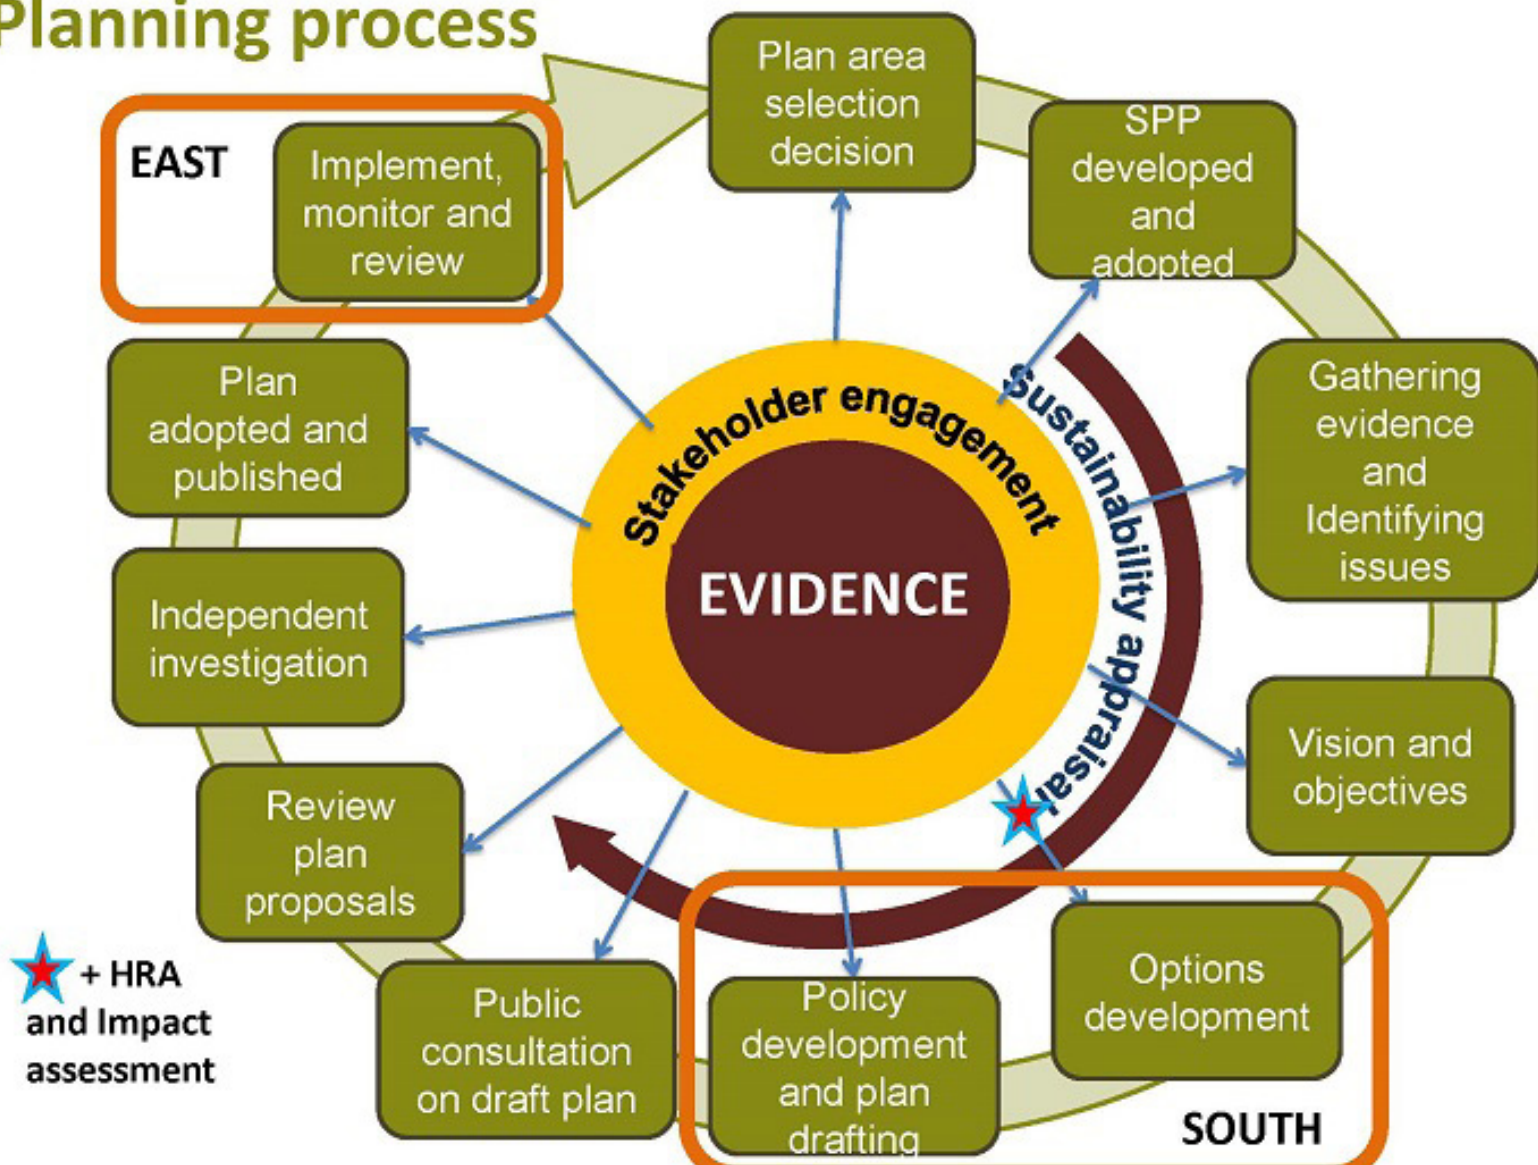 Planning process
Plan area
selection
decision
SPP
developed
and
adopted
Gathering
evidence
and
Identifying
issues
Vision and
objectives
Options
development
SOUTH
Policy
development
and plan
drafting
Public
consultation
on draft plan
Review
plan
proposals
Independent
investigation
Plan
adopted and
published
EAST
Implement,
monitor and
review
Stakeholder engagement
EVIDENCE
Sustainability appraisal
+ HRA
and Impact
assessment